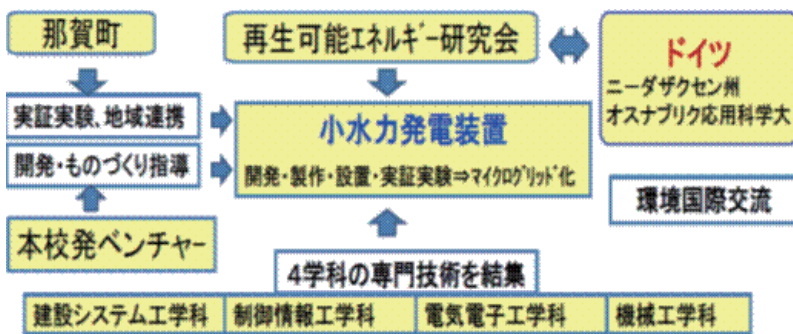 那賀町
再生可能エネルギー研究会
ドイツ
ニーダザクセン州
オスナブリク応用科学大
実証実験、地域連携
小水力発電装置
開発・ものづくり指導
開発・製作・設置・実証実験⇒マイクログリッド化
環境国際交流
本校発ベンチャー
4学科の専門技術を結集
建設システム工学科
制御情報工学科
電気電子工学科
機械工学科